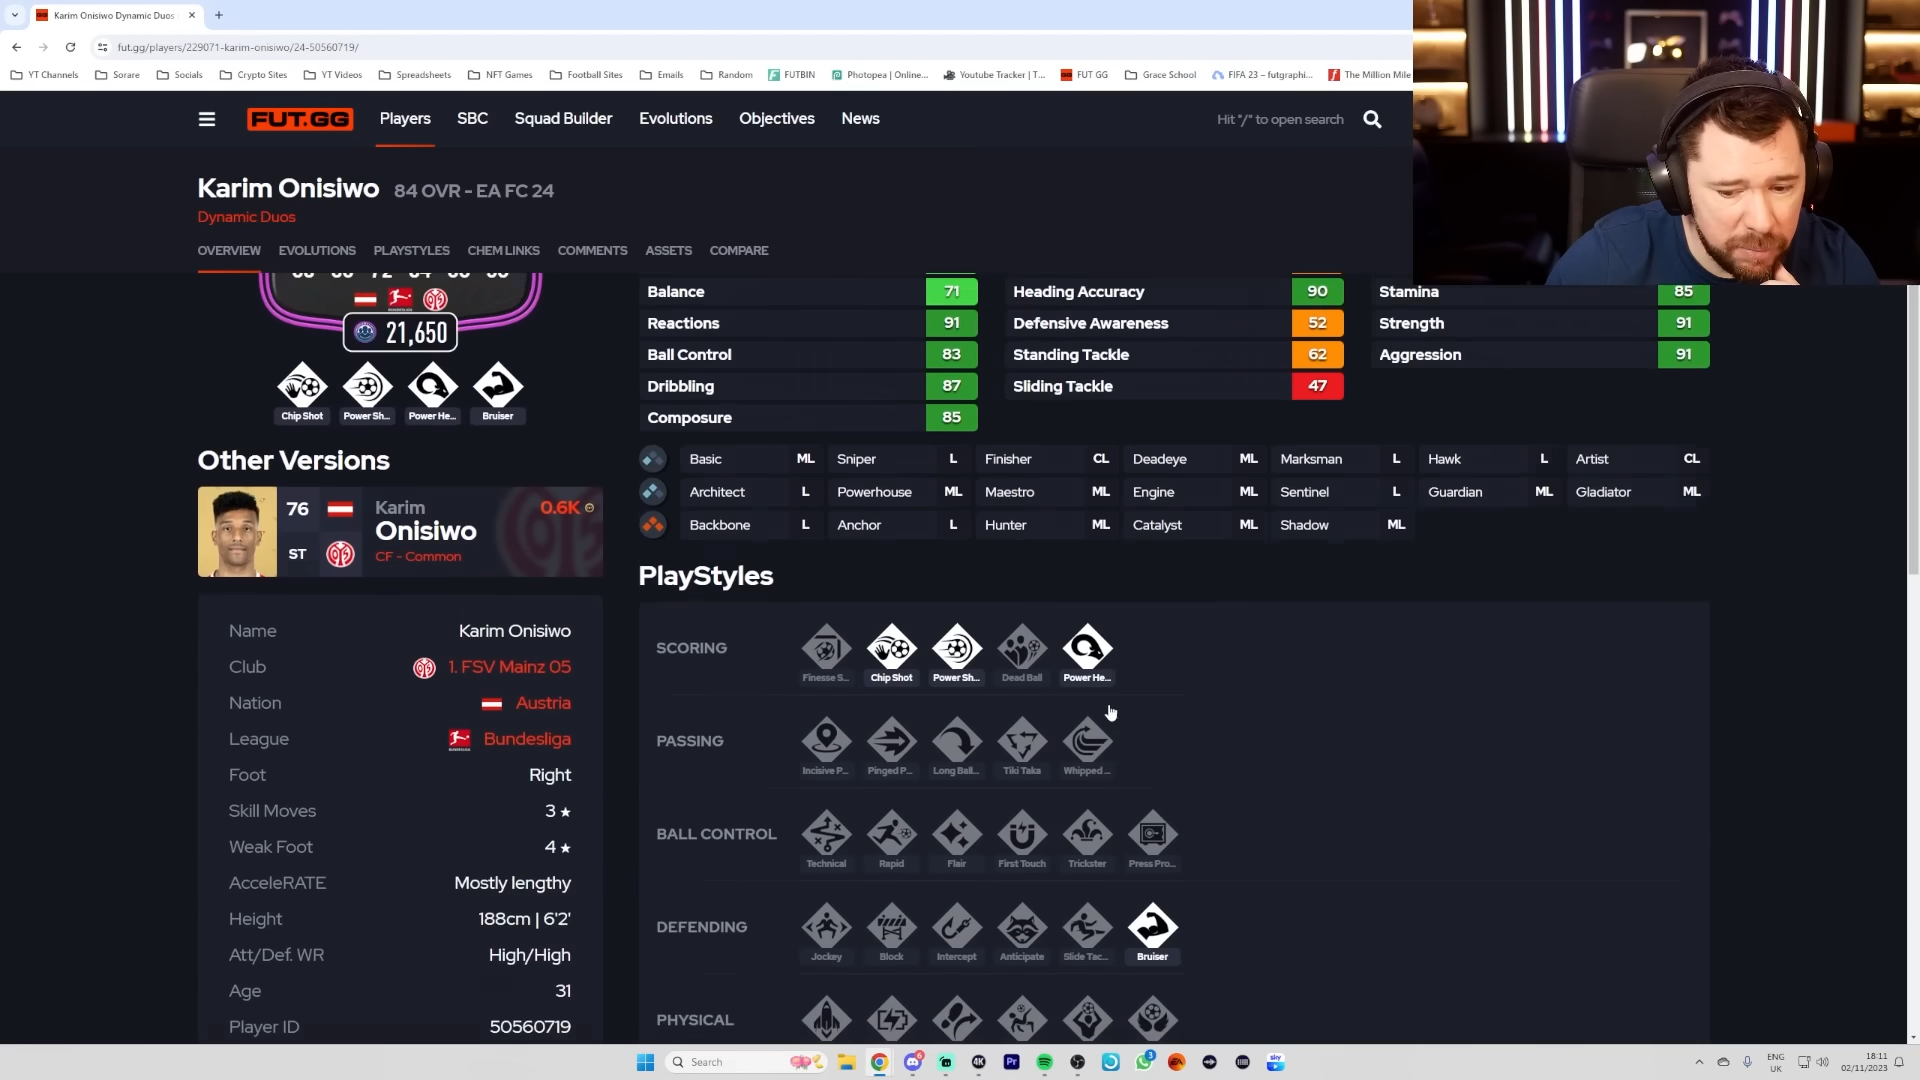 Karim Onisiwo Dynamic Duos
fut.gg/players/229071-karim-onisiwo/24-50560719/
YT Channels Sorare Socials Crypto Sites YT Videos Spreadsheets NFT Games Football Sites Emails Random FUTBIN Photopea | Online... Youtube Tracker | T... FUT GG Grace School FIFA 23 – futgraphi... The Million Mile
FUT.GG Players SBC Squad Builder Evolutions Objectives News Hit "/" to open search
Karim Onisiwo 84 OVR - EA FC 24
Dynamic Duos
OVERVIEW EVOLUTIONS PLAYSTYLES CHEM LINKS COMMENTS ASSETS COMPARE
Balance 71 Heading Accuracy 90 Stamina 85
Reactions 91 Defensive Awareness 52 Strength 91
21,650
Ball Control 83 Standing Tackle 62 Aggression 91
Dribbling 87 Sliding Tackle 47
Composure 85
Chip Shot Power Sh... Power He... Bruiser
Other Versions
76 Karim 0.6K
Onisiwo
ST CF - Common
Basic ML Sniper L Finisher CL Deadeye ML Marksman L Hawk L Artist CL
Architect L Powerhouse ML Maestro ML Engine ML Sentinel L Guardian ML Gladiator ML
Backbone L Anchor L Hunter ML Catalyst ML Shadow ML
PlayStyles
Name Karim Onisiwo
Club 1. FSV Mainz 05
Nation Austria
League Bundesliga
Foot Right
Skill Moves 3
Weak Foot 4
AcceleRATE Mostly lengthy
Height 188cm | 6'2'
Att/Def. WR High/High
Age 31
Player ID 50560719
SCORING
Finesse S... Chip Shot Power Sh... Dead Ball Power He...
PASSING
Incisive P... Pinged P... Long Ball... Tiki Taka Whipped ...
BALL CONTROL
Technical Rapid Flair First Touch Trickster Press Pro...
DEFENDING
Jockey Block Intercept Anticipate Slide Tac... Bruiser
PHYSICAL
Search
4K
Pr
3
EA
sky
ENG
UK
18:11
02/11/2023